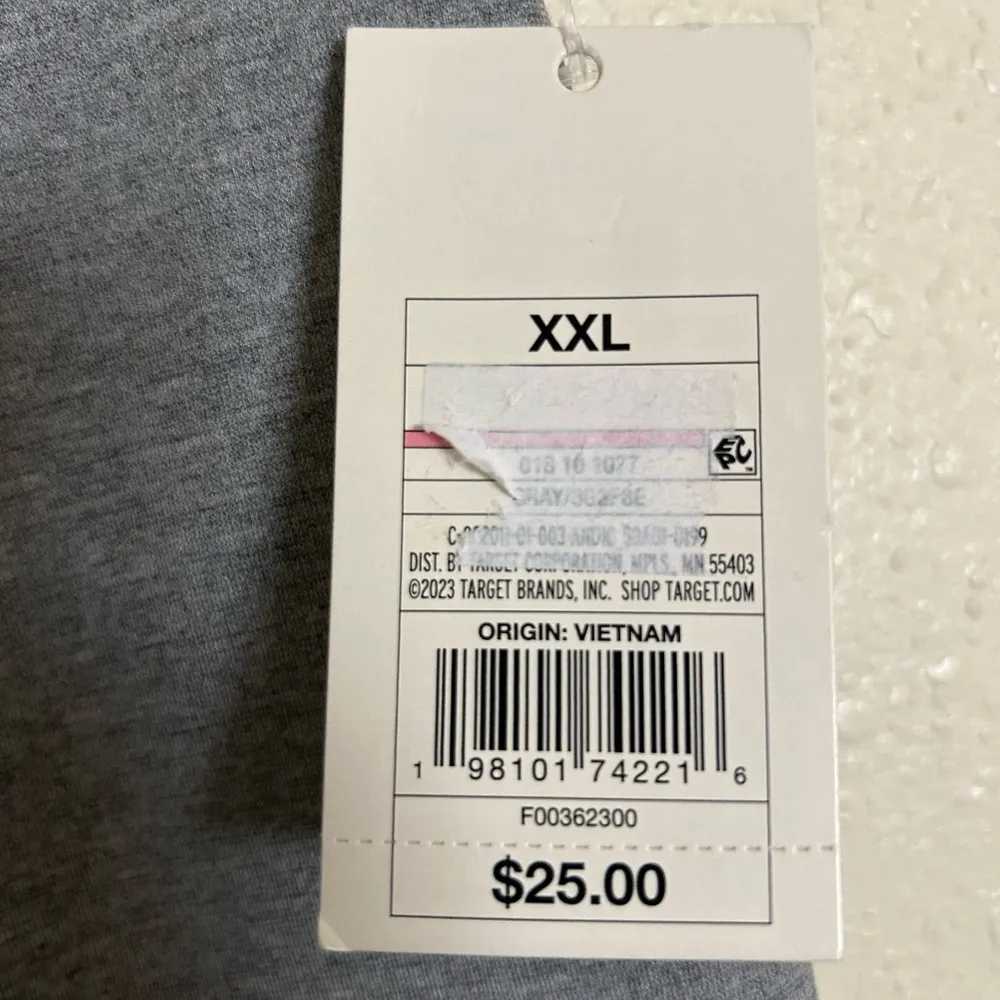 XXL
EPC
018 10 1077
GRAY/
DIST. BY TARGET CORPORATION, MPLS., MN 55403
©2023 TARGET BRANDS, INC. SHOP TARGET.COM
ORIGIN: VIETNAM
1 98101 74221 6
F00362300
$25.00